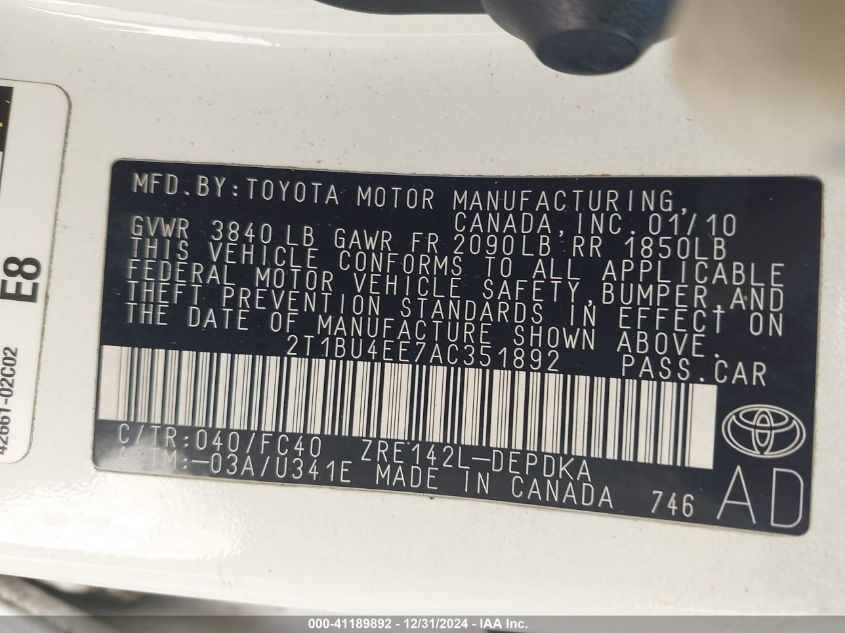 MFD.BY:TOYOTA MOTOR MANUFACTURING,
CANADA,INC. 01/10
GVWR 3840 LB GAWR FR 2090LB RR 1850LB
THIS VEHICLE CONFORMS TO ALL APPLICABLE
FEDERAL MOTOR VEHICLE SAFETY,BUMPER,AND
THEFT PREVENTION STANDARDS IN EFFECT ON
THE DATE OF MANUFACTURE SHOWN ABOVE.
2T1BU4EE7AC351892 PASS.CAR
C/TR:040/FC40 ZRE142L-DEPDKA
A/TM:-03A/U341E MADE IN CANADA 746
AD
E8
42661-02C02
000-41189892 - 12/31/2024 - IAA Inc.